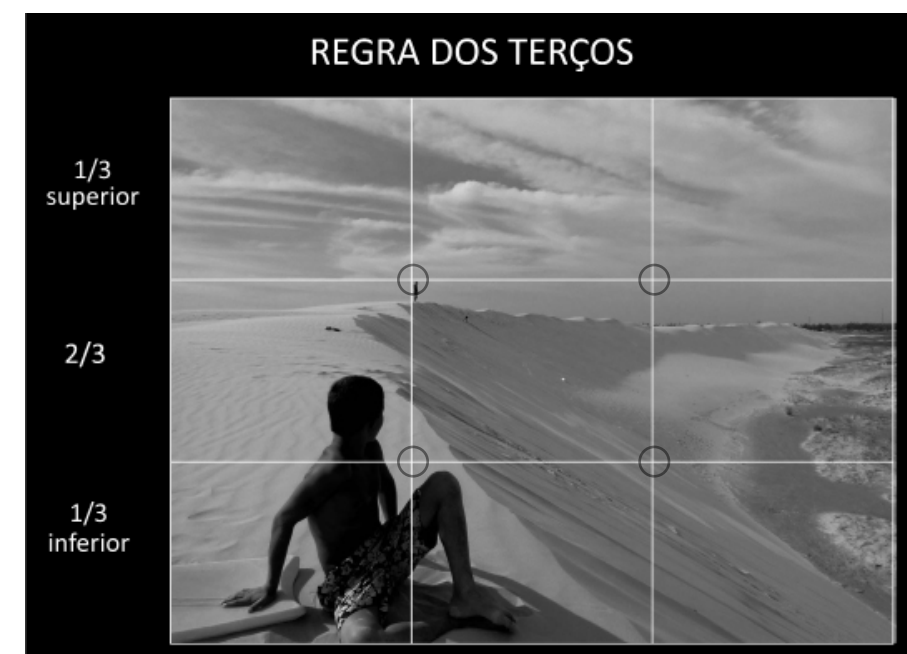 REGRA DOS TERÇOS
1/3
superior
2/3
1/3
inferior